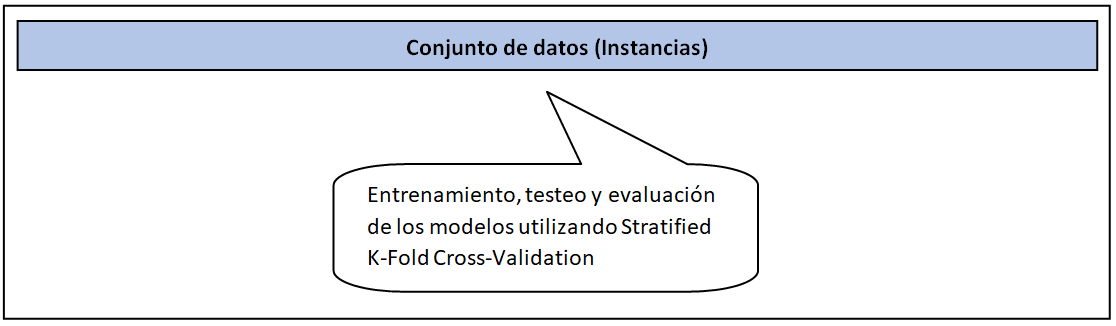 Conjunto de datos (Instancias)
Entrenamiento, testeo y evaluación
de los modelos utilizando Stratified
K-Fold Cross-Validation